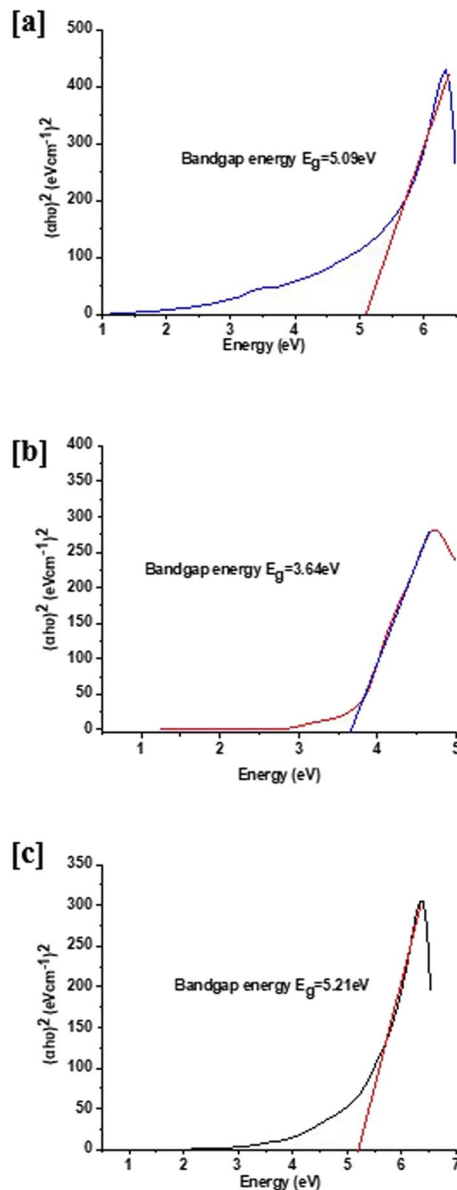 [a]
500
400
300
200
100
0
(αhυ)² (eVcm⁻¹)²
Bandgap energy Eg=5.09eV
1 2 3 4 5 6
Energy (eV)
[b]
400
350
300
250
200
150
100
50
0
(αhυ)² (eVcm⁻¹)²
Bandgap energy Eg=3.64eV
1 2 3 4 5
Energy (eV)
[c]
350
300
250
200
150
100
50
0
(αhυ)² (eVcm⁻¹)²
Bandgap energy Eg=5.21eV
1 2 3 4 5 6 7
Energy (eV)